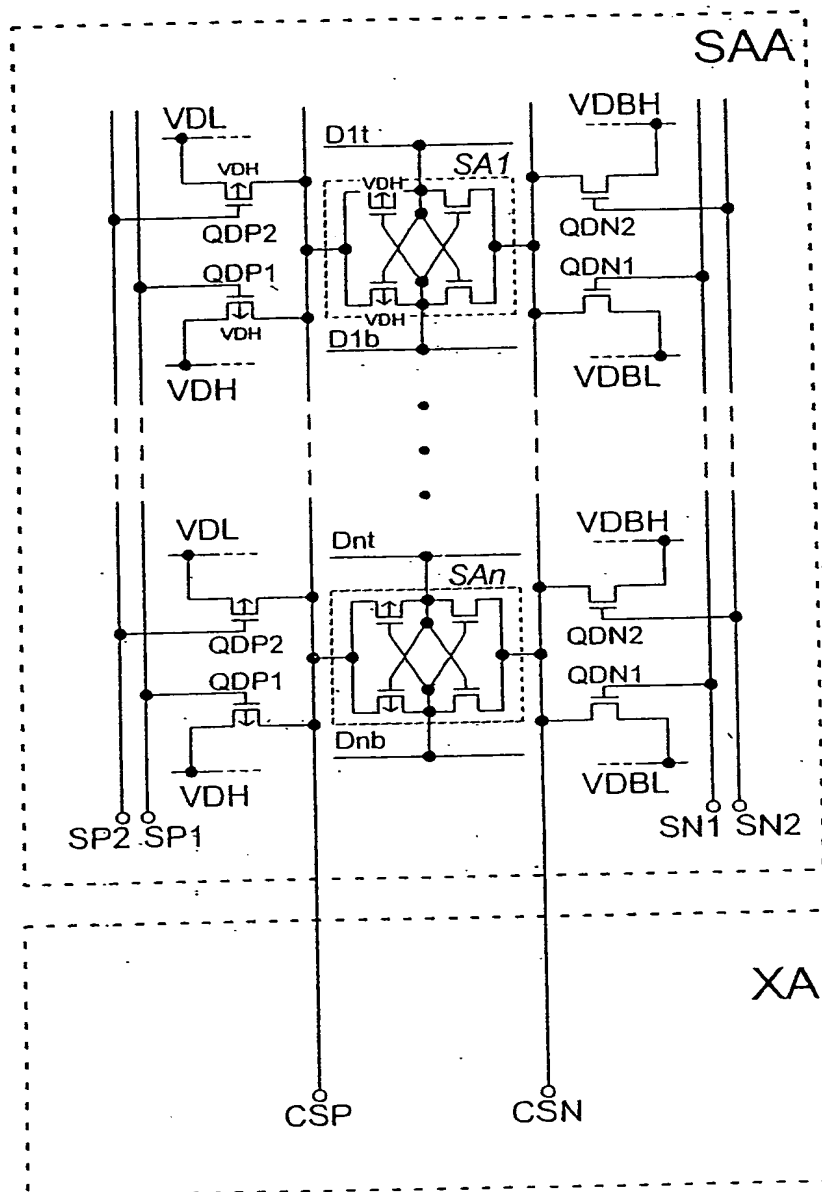 SAA
VDL
VDBH
D1t
SA1
VDH
VDH
QDP2
QDN2
QDP1
QDN1
VDH
VDH
D1b
VDH
VDBL
VDL
VDBH
Dnt
SAn
QDP2
QDN2
QDP1
QDN1
Dnb
VDH
VDBL
SP2 SP1
SN1 SN2
XA
CSP
CSN